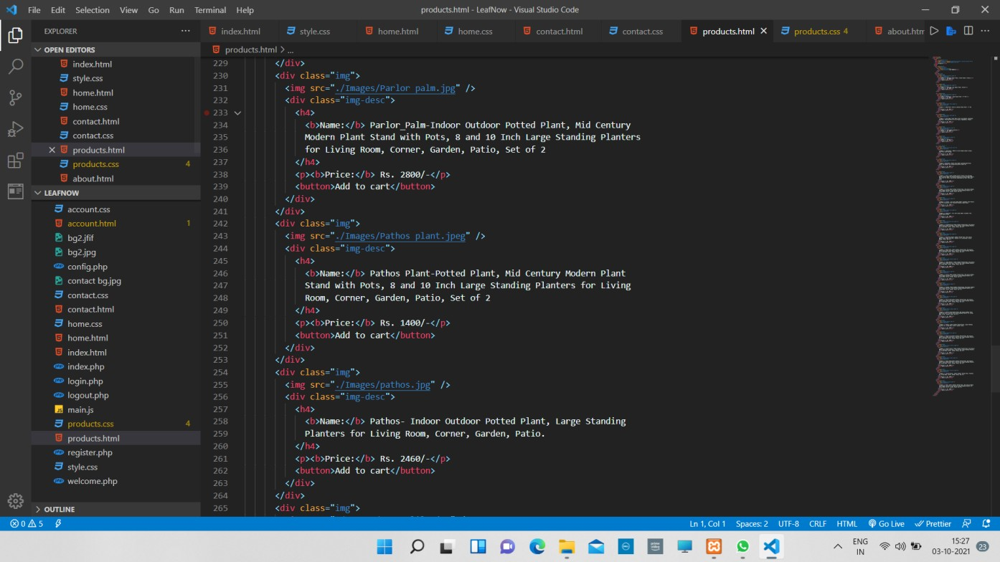 File Edit Selection View Go Run Terminal Help products.html - LeafNow - Visual Studio Code
EXPLORER
index.html style.css home.html home.css contact.html contact.css products.html products.css 4 about.htm
OPEN EDITORS
products.html > ...
index.html
style.css
home.html
home.css
contact.html
contact.css
products.html
products.css 4
about.html
LEAFNOW
account.css
account.html 1
bg2.jfif
bg2.jpg
config.php
contact bg.jpg
contact.css
contact.html
home.css
home.html
index.html
index.php
login.php
logout.php
main.js
products.css 4
products.html
register.php
style.css
welcome.php
OUTLINE
229 </div>
230 <div class="img">
231 <img src="./Images/Parlor palm.jpg" />
232 <div class="img-desc">
233 <h4>
234 <b>Name:</b> Parlor_Palm-Indoor Outdoor Potted Plant, Mid Century
235 Modern Plant Stand with Pots, 8 and 10 Inch Large Standing Planters
236 for Living Room, Corner, Garden, Patio, Set of 2
237 </h4>
238 <p><b>Price:</b> Rs. 2800/-</p>
239 <button>Add to cart</button>
240 </div>
241 </div>
242 <div class="img">
243 <img src="./Images/Pathos plant.jpeg" />
244 <div class="img-desc">
245 <h4>
246 <b>Name:</b> Pathos Plant-Potted Plant, Mid Century Modern Plant
247 Stand with Pots, 8 and 10 Inch Large Standing Planters for Living
248 Room, Corner, Garden, Patio, Set of 2
249 </h4>
250 <p><b>Price:</b> Rs. 1400/-</p>
251 <button>Add to cart</button>
252 </div>
253 </div>
254 <div class="img">
255 <img src="./Images/pathos.jpg" />
256 <div class="img-desc">
257 <h4>
258 <b>Name:</b> Pathos- Indoor Outdoor Potted Plant, Large Standing
259 Planters for Living Room, Corner, Garden, Patio.
260 </h4>
261 <p><b>Price:</b> Rs. 2460/-</p>
262 <button>Add to cart</button>
263 </div>
264 </div>
265 <div class="img">
0 5 Ln 1, Col 1 Spaces: 2 UTF-8 CRLF HTML Go Live Prettier
ENG
IN
15:27
03-10-2021
23